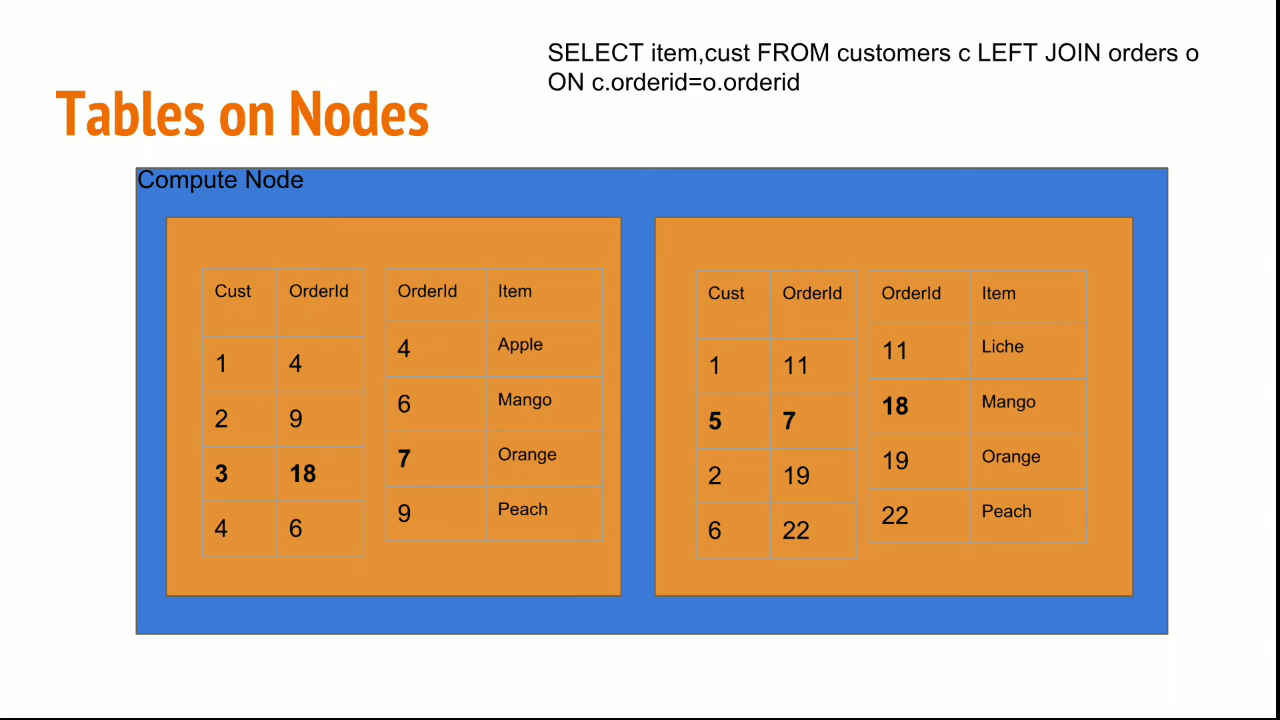 SELECT item,cust FROM customers c LEFT JOIN orders o
ON c.orderid=o.orderid
Tables on Nodes
Compute Node
Cust OrderId
1 4
2 9
3 18
4 6
OrderId Item
4 Apple
6 Mango
7 Orange
9 Peach
Cust OrderId
1 11
5 7
2 19
6 22
OrderId Item
11 Liche
18 Mango
19 Orange
22 Peach